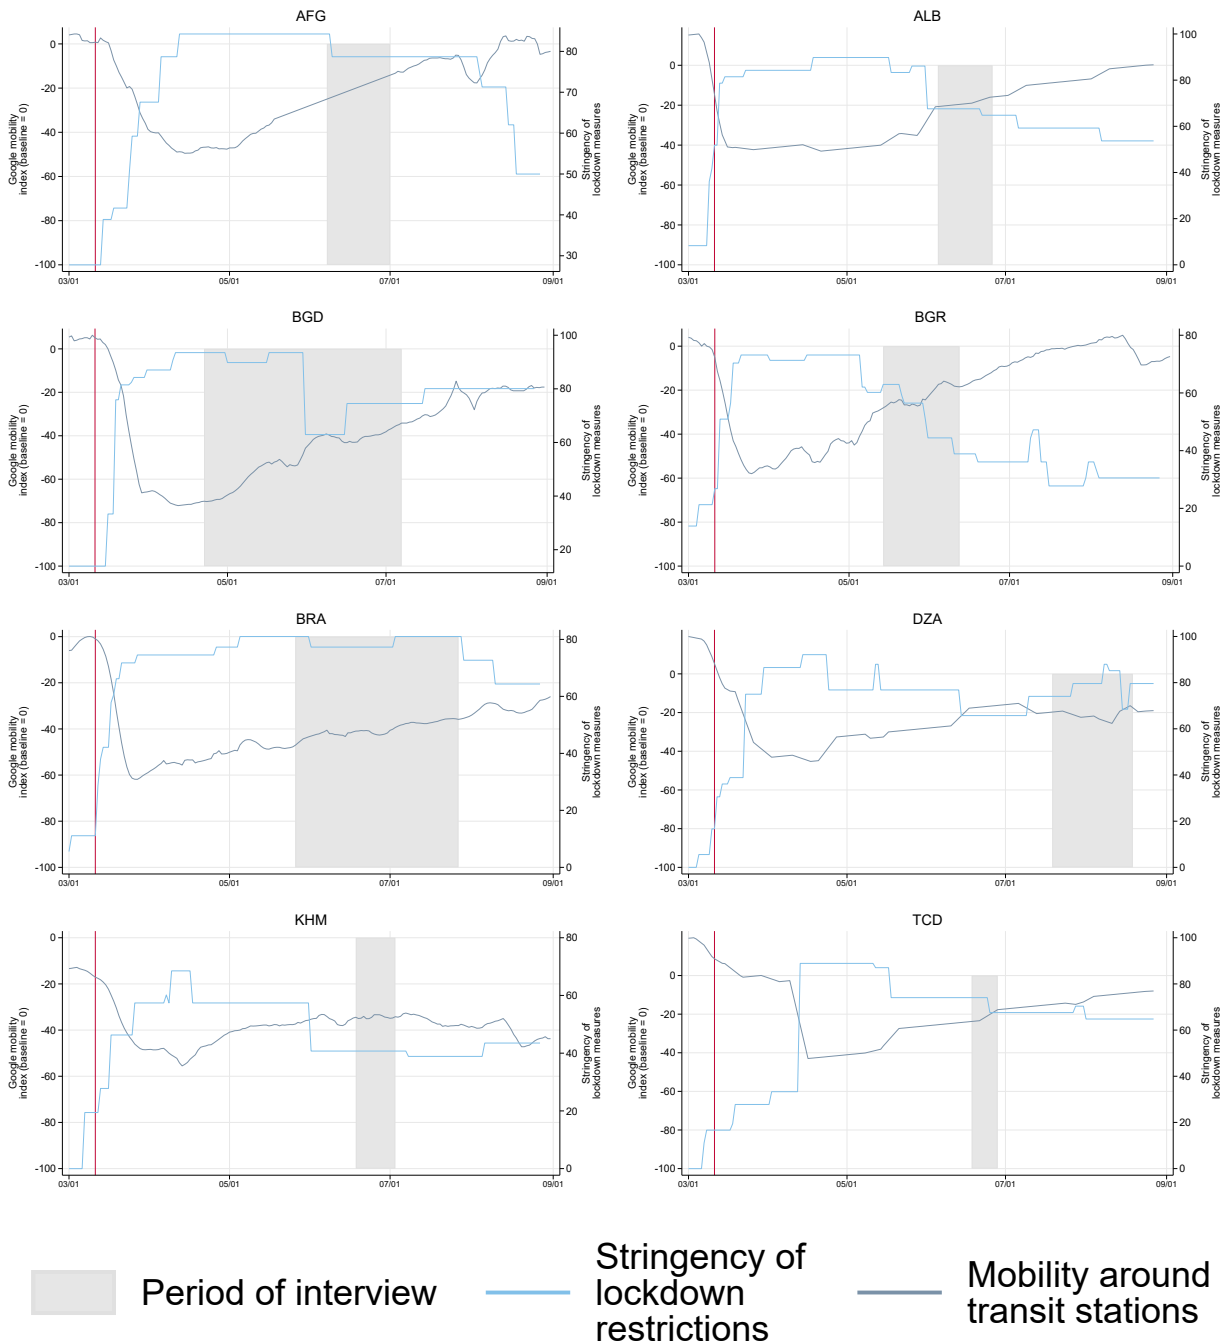 AFG
0
-20
-40
-60
-80
-100
Google mobility
index (baseline = 0)
80
70
60
50
40
30
Stringency of
lockdown measures
03/01 05/01 07/01 09/01
ALB
0
-20
-40
-60
-80
-100
Google mobility
index (baseline = 0)
100
80
60
40
20
0
Stringency of
lockdown measures
03/01 05/01 07/01 09/01
BGD
0
-20
-40
-60
-80
-100
Google mobility
index (baseline = 0)
100
80
60
40
20
Stringency of
lockdown measures
03/01 05/01 07/01 09/01
BGR
0
-20
-40
-60
-80
-100
Google mobility
index (baseline = 0)
80
60
40
20
0
Stringency of
lockdown measures
03/01 05/01 07/01 09/01
BRA
0
-20
-40
-60
-80
-100
Google mobility
index (baseline = 0)
80
60
40
20
0
Stringency of
lockdown measures
03/01 05/01 07/01 09/01
DZA
0
-20
-40
-60
-80
-100
Google mobility
index (baseline = 0)
100
80
60
40
20
0
Stringency of
lockdown measures
03/01 05/01 07/01 09/01
KHM
0
-20
-40
-60
-80
-100
Google mobility
index (baseline = 0)
80
60
40
20
0
Stringency of
lockdown measures
03/01 05/01 07/01 09/01
TCD
0
-20
-40
-60
-80
-100
Google mobility
index (baseline = 0)
100
80
60
40
20
0
Stringency of
lockdown measures
03/01 05/01 07/01 09/01
Period of interview
Stringency of
lockdown
restrictions
Mobility around
transit stations